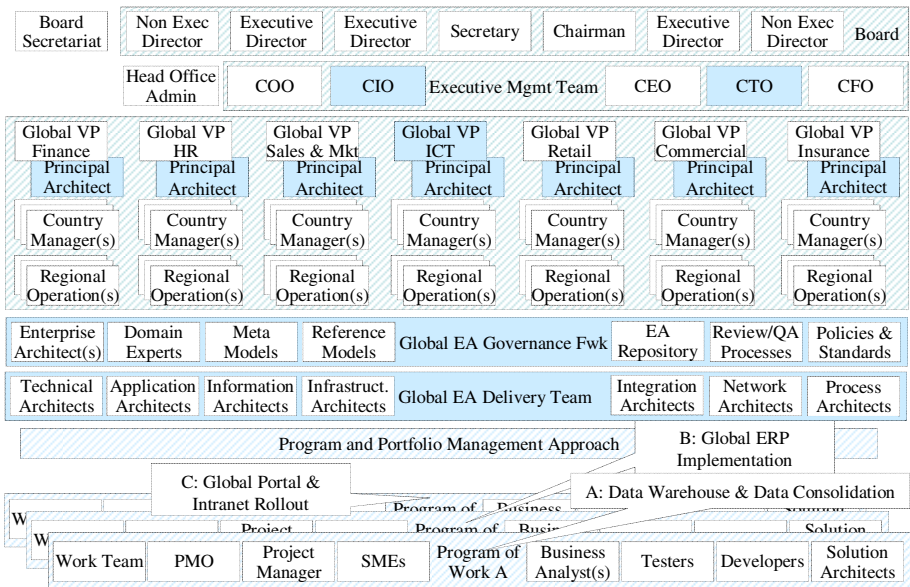 Board
Secretariat
Non Exec
Director
Executive
Director
Executive
Director
Secretary
Chairman
Executive
Director
Non Exec
Director
Board
Head Office
Admin
COO
CIO
Executive Mgmt Team
CEO
CTO
CFO
Global VP
Finance
Global VP
HR
Global VP
Sales & Mkt
Global VP
ICT
Global VP
Retail
Global VP
Commercial
Global VP
Insurance
Principal
Architect
Principal
Architect
Principal
Architect
Principal
Architect
Principal
Architect
Principal
Architect
Principal
Architect
Country
Manager(s)
Country
Manager(s)
Country
Manager(s)
Country
Manager(s)
Country
Manager(s)
Country
Manager(s)
Country
Manager(s)
Regional
Operation(s)
Regional
Operation(s)
Regional
Operation(s)
Regional
Operation(s)
Regional
Operation(s)
Regional
Operation(s)
Regional
Operation(s)
Enterprise
Architect(s)
Domain
Experts
Meta
Models
Reference
Models
Global EA Governance Fwk
EA
Repository
Review/QA
Processes
Policies &
Standards
Technical
Architects
Application
Architects
Information
Architects
Infrastruct.
Architects
Global EA Delivery Team
Integration
Architects
Network
Architects
Process
Architects
Program and Portfolio Management Approach
B: Global ERP
Implementation
C: Global Portal &
Intranet Rollout
A: Data Warehouse & Data Consolidation
Program of
Business
Solution
Project
Program of
Solution
Work Team
PMO
Project
Manager
SMEs
Program of
Work A
Business
Analyst(s)
Testers
Developers
Solution
Architects